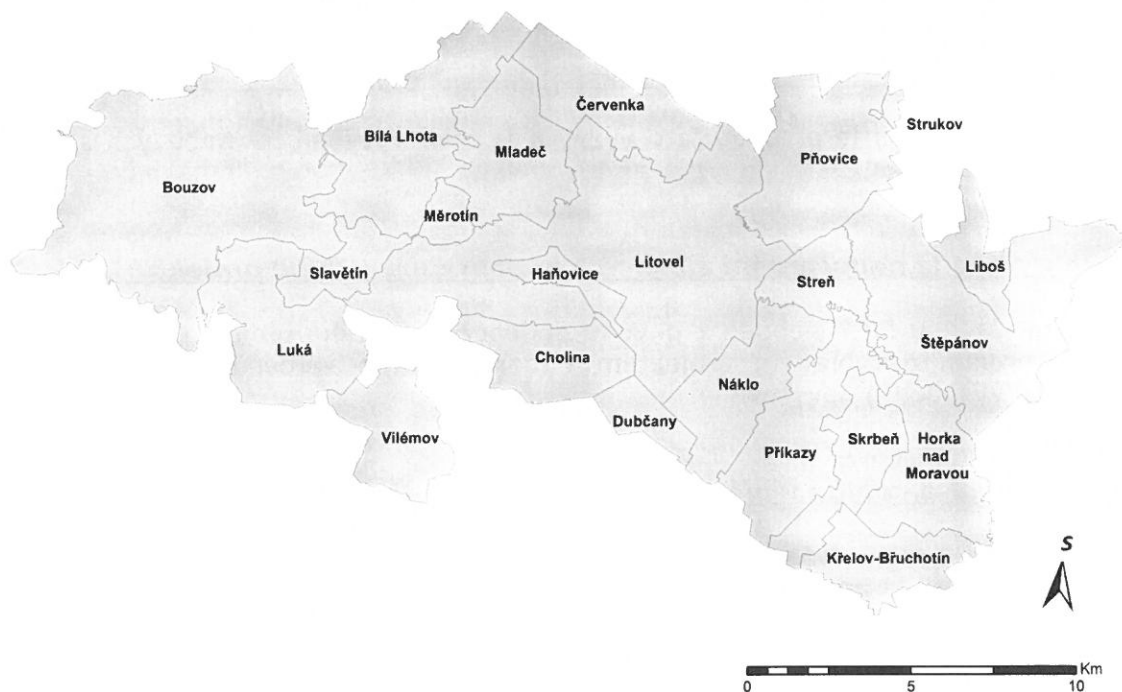 Červenka
Strukov
Bílá Lhota
Mladeč
Pňovice
Bouzov
Měrotín
Litovel
Slavětín
Haňovice
Liboš
Streň
Luká
Cholina
Štěpánov
Náklo
Dubčany
Vilémov
Příkazy
Skrbeň
Horka
nad
Moravou
Křelov-Břuchotín
S
Km
0
5
10